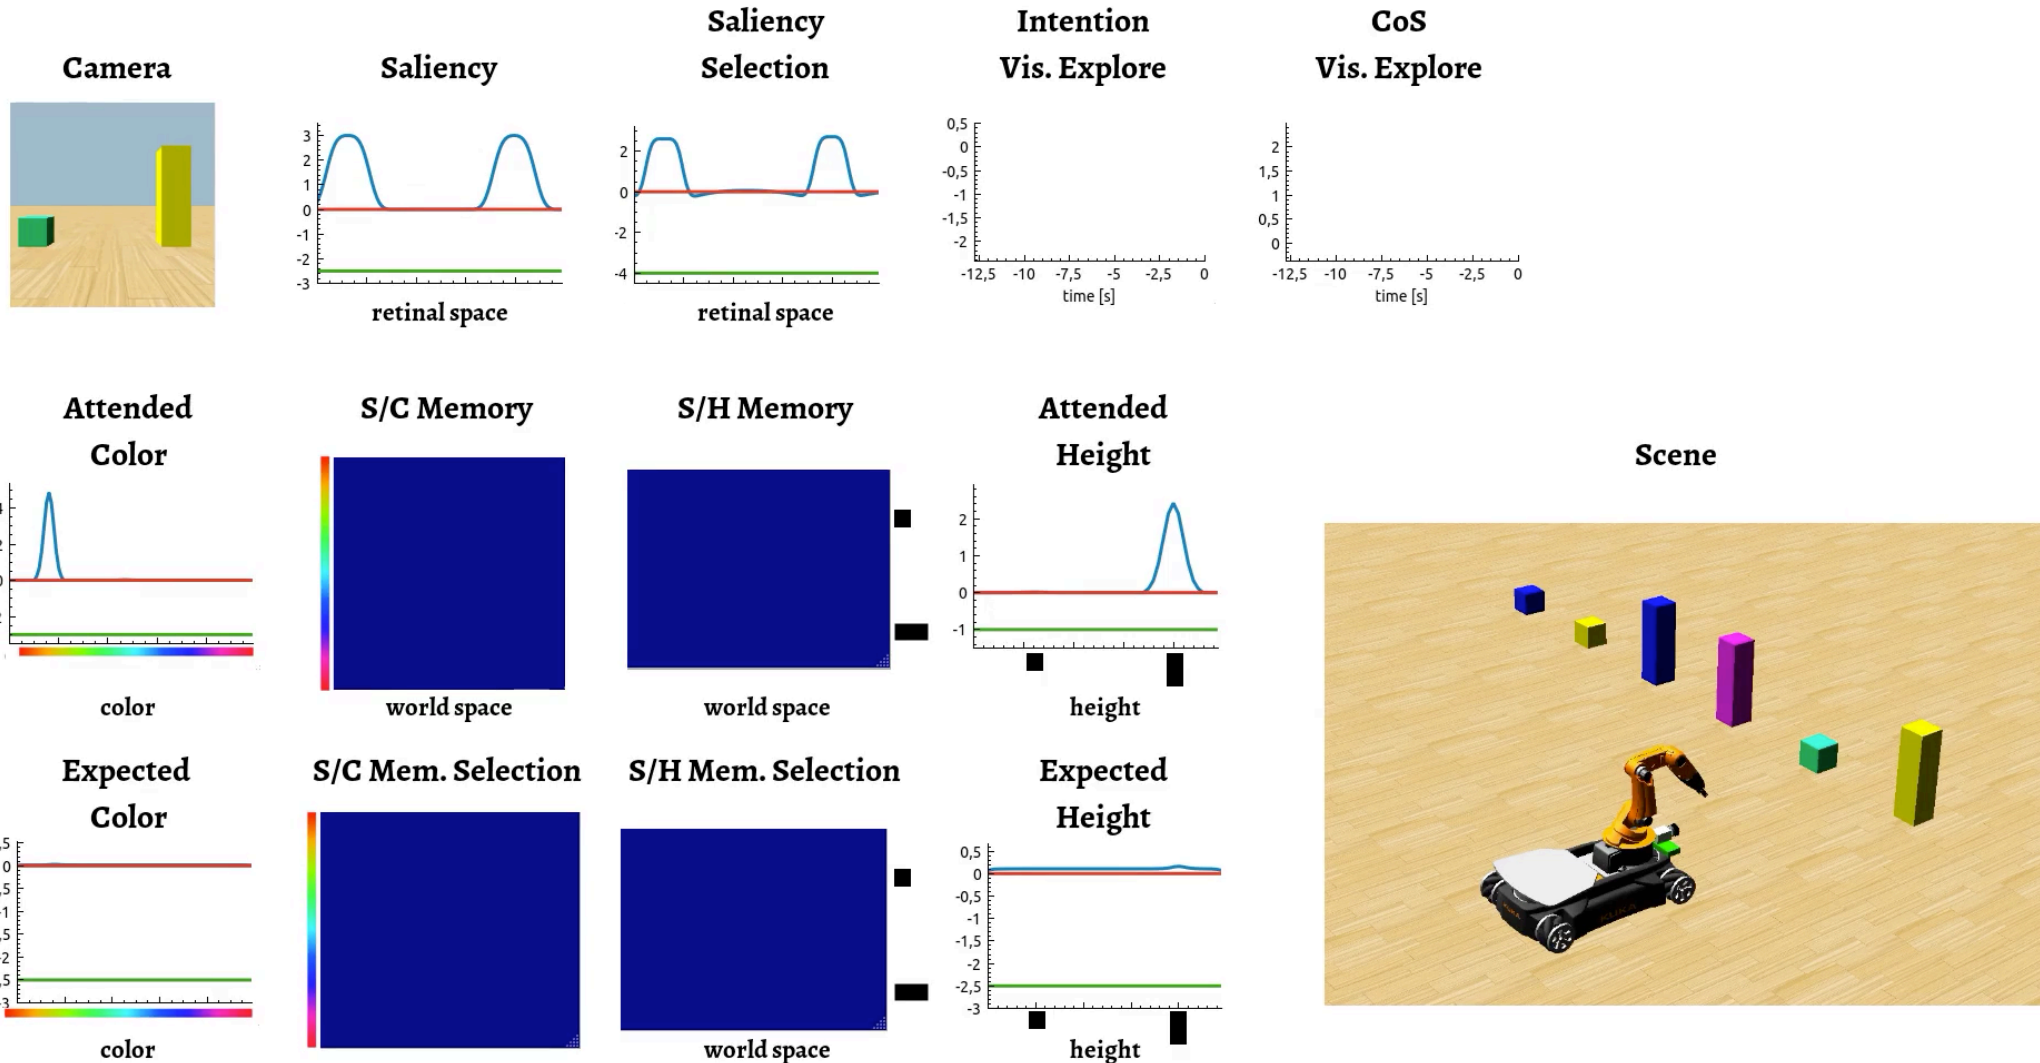 Camera
Saliency
Saliency
Selection
Intention
Vis. Explore
CoS
Vis. Explore
3
2
1
0
-1
-2
-3
retinal space
2
0
-2
-4
retinal space
0,5
0
-0,5
-1
-1,5
-2
-12,5 -10 -7,5 -5 -2,5 0
time [s]
2
1,5
1
0,5
0
-12,5 -10 -7,5 -5 -2,5 0
time [s]
Attended
Color
color
S/C Memory
world space
S/H Memory
world space
Attended
Height
2
1
0
-1
height
Scene
KUKA
Expected
Color
0
-1
-2
color
S/C Mem. Selection
S/H Mem. Selection
world space
Expected
Height
0,5
0
-0,5
-1
-1,5
-2
-2,5
-3
height